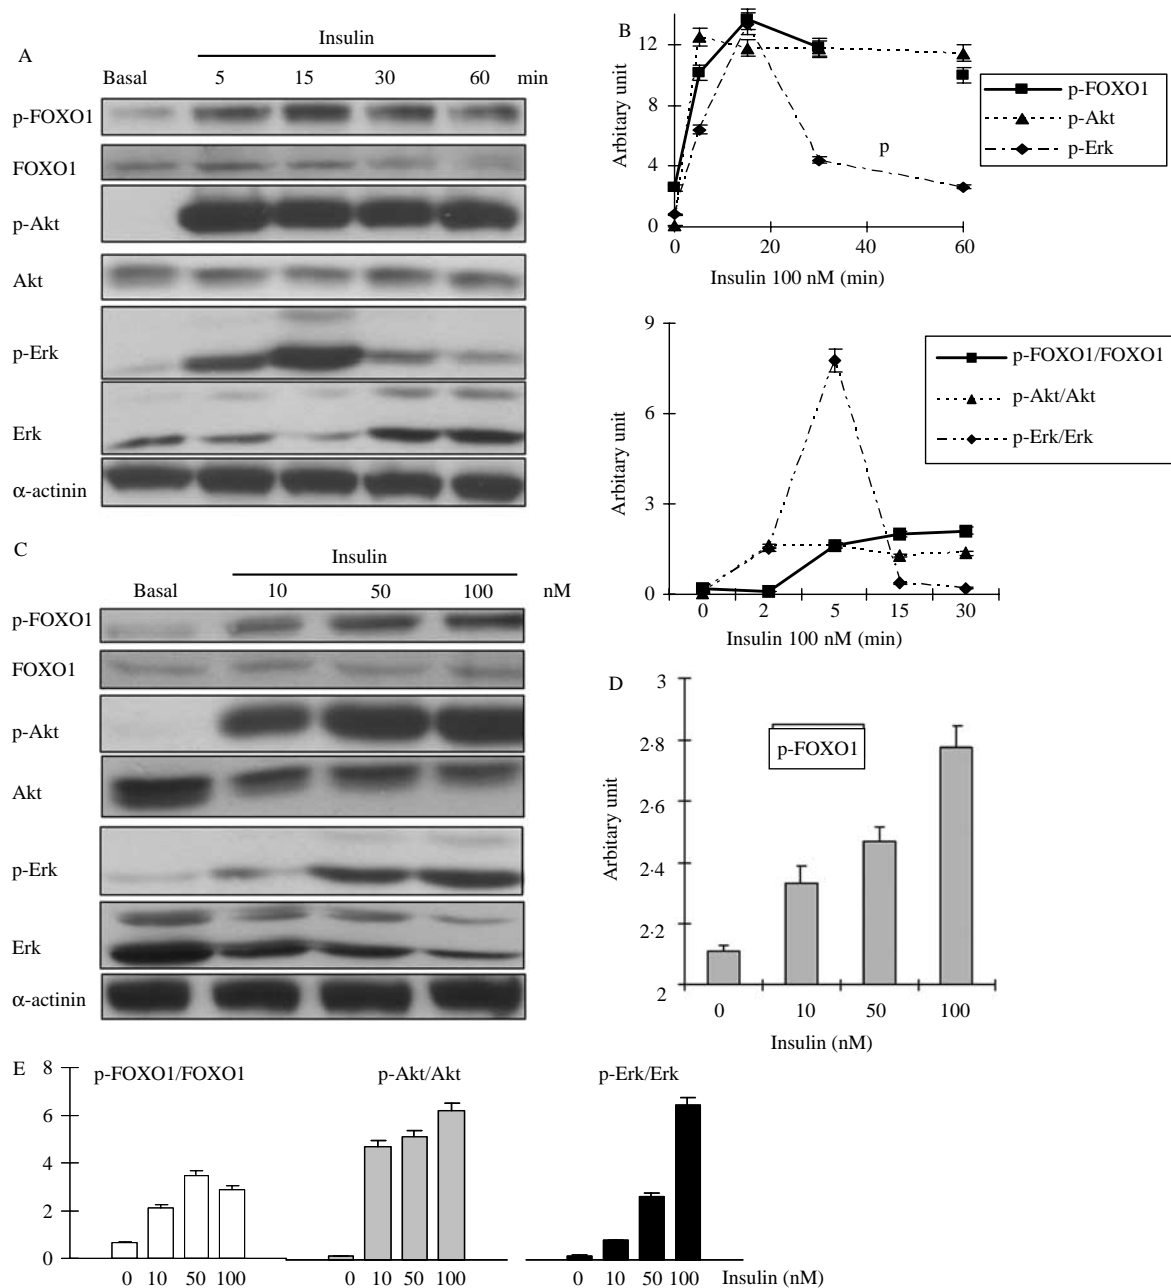 A
Insulin
Basal 5 15 30 60 min
p-FOXO1
FOXO1
p-Akt
Akt
p-Erk
Erk
α-actinin
B
12
8
4
0
Arbitary unit
p
0 20 40 60
Insulin 100 nM (min)
p-FOXO1
p-Akt
p-Erk
9
6
3
0
Arbitary unit
0 2 5 15 30
Insulin 100 nM (min)
p-FOXO1/FOXO1
p-Akt/Akt
p-Erk/Erk
C
Insulin
Basal 10 50 100 nM
p-FOXO1
FOXO1
p-Akt
Akt
p-Erk
Erk
α-actinin
D
3
2·8
2·6
2·4
2·2
2
Arbitary unit
p-FOXO1
0 10 50 100
Insulin (nM)
E
8
6
4
2
0
p-FOXO1/FOXO1 p-Akt/Akt p-Erk/Erk
0 10 50 100 0 10 50 100 0 10 50 100 Insulin (nM)